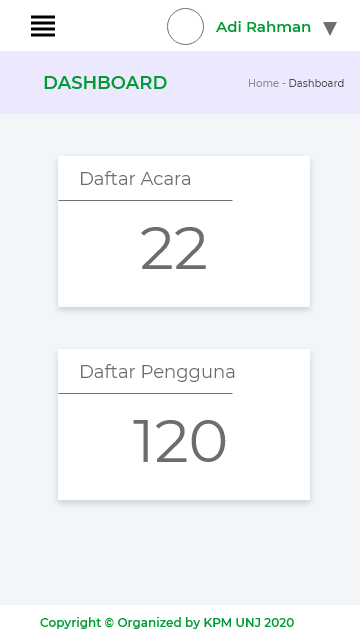 Adi Rahman
DASHBOARD
Home - Dashboard
Daftar Acara
22
Daftar Pengguna
120
Copyright © Organized by KPM UNJ 2020